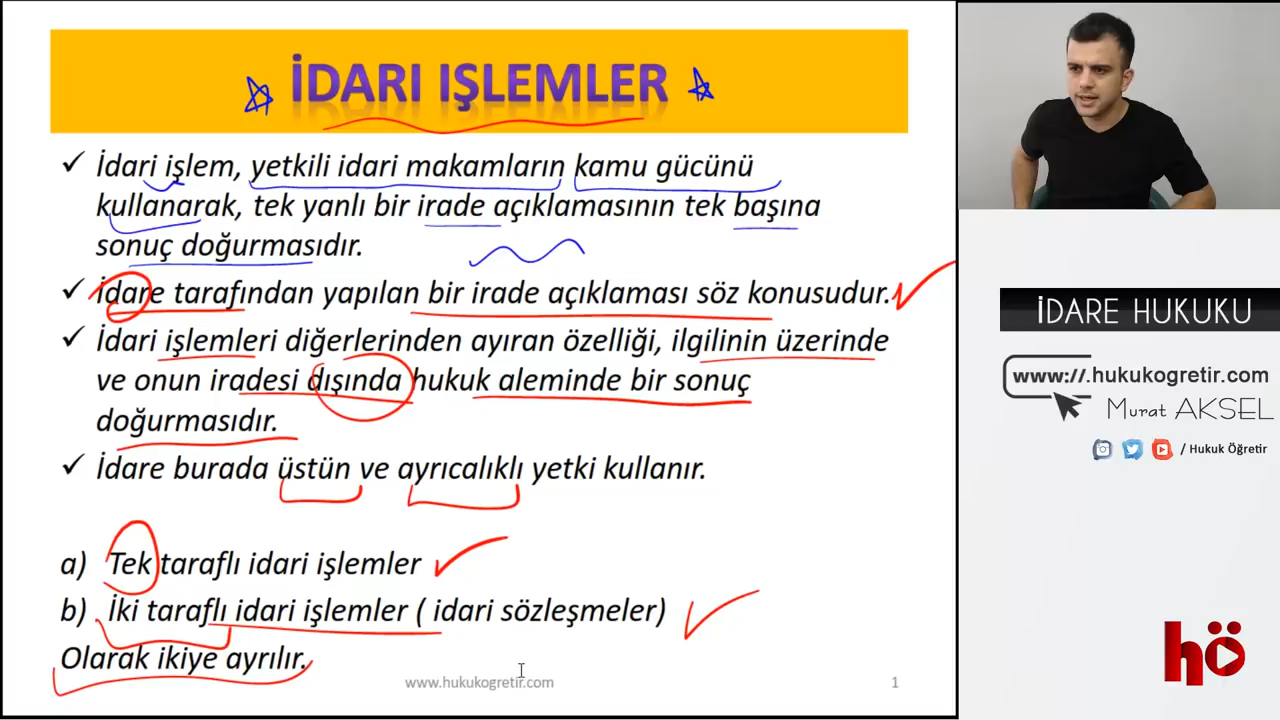 İDARI IŞLEMLER
✓ İdari işlem, yetkili idari makamların kamu gücünü
kullanarak, tek yanlı bir irade açıklamasının tek başına
sonuç doğurmasıdır.
✓ İdare tarafından yapılan bir irade açıklaması söz konusudur.
✓ İdari işlemleri diğerlerinden ayıran özelliği, ilgilinin üzerinde
ve onun iradesi dışında hukuk aleminde bir sonuç
doğurmasıdır.
✓ İdare burada üstün ve ayrıcalıklı yetki kullanır.
a) Tek taraflı idari işlemler
b) İki taraflı idari işlemler ( idari sözleşmeler)
Olarak ikiye ayrılır.
www.hukukogretir.com
1
İDARE HUKUKU
www://.hukukogretir.com
Murat AKSEL
/ Hukuk Öğretir
hö